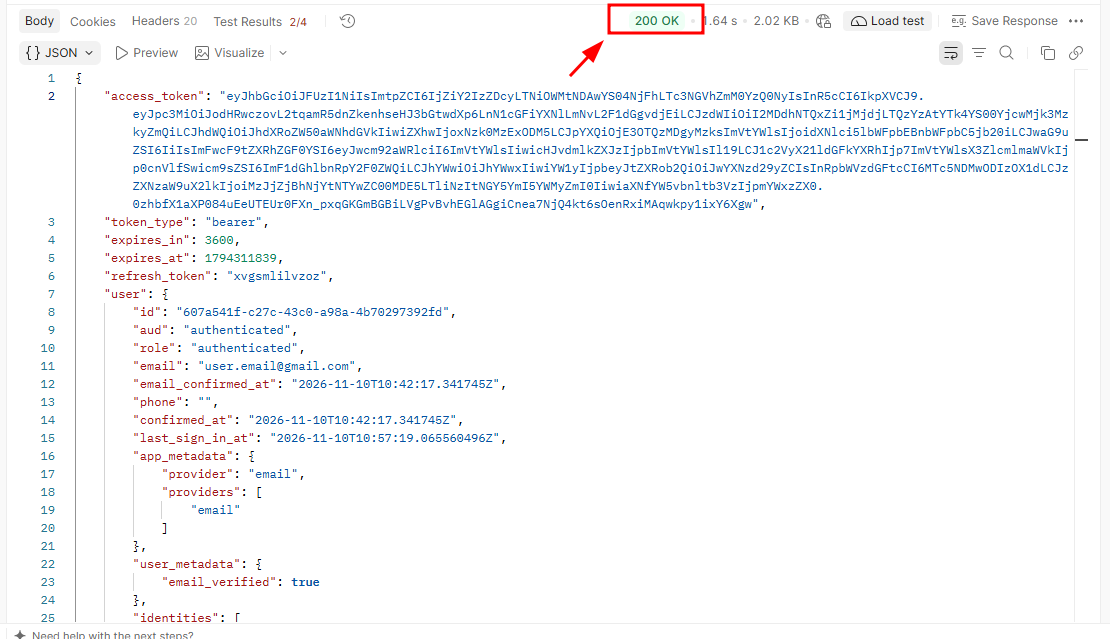 Body Cookies Headers 20 Test Results 2/4 200 OK 1.64 s 2.02 KB Load test e.g. Save Response
{} JSON Preview Visualize
1 {
2 "access_token": "eyJhbGciOiJFUzI1NiIsImtpZCI6IjZiY2IzZDcyLTNiOWMtNDAwYS04NjFhLTc3NGVhZmM0YzQ0NyIsInR5cCI6IkpXVCJ9.
eyJpc3MiOiJodHRwczovL2tqamR5dnZkenhseHJ3bGtwdXp6LnN1cGFiYXNlLmNvL2F1dGgvdjEiLCJzdWIiOiI2MDdhNTQxZi1jMjdjLTQzYzAtYTk4YS00YjcwMjk3Mz
kyZmQiLCJhdWQiOiJhdXRoZW50aWNhdGVkIiwiZXhwIjoxNzk0MzExODM5LCJpYXQiOjE3OTQzMDgyMzksImVtYWlsIjoidXNlci5lbWFpbEBnbWFpbC5jb20iLCJwaG9u
ZSI6IiIsImFwcF9tZXRhZGF0YSI6eyJwcm92aWRlciI6ImVtYWlsIiwicHJvdmlkZXJzIjpbImVtYWlsIl19LCJ1c2VyX21ldGFkYXRhIjp7ImVtYWlsX3ZlcmlmaWVkIj
p0cnVlfSwicm9sZSI6ImF1dGhlbnRpY2F0ZWQiLCJhYWwiOiJhYWwxIiwiYW1yIjpbeyJtZXRob2QiOiJwYXNzd29yZCIsInRpbWVzdGFtcCI6MTc5NDMwODIzOX1dLCJz
ZXNzaW9uX2lkIjoiMzJjZjBhNjYtNTYwZC00MDE5LTliNzItNGY5YmI5YWMyZmI0IiwiaXNfYW5vbnltb3VzIjpmYWxzZX0.
0zhbfX1aXP084uEeUTEUr0FXn_pxqGKGmBGBiLVgPvBvhEGlAGgiCnea7NjQ4kt6sOenRxiMAqwkpy1ixY6Xgw",
3 "token_type": "bearer",
4 "expires_in": 3600,
5 "expires_at": 1794311839,
6 "refresh_token": "xvgsmlilvzoz",
7 "user": {
8 "id": "607a541f-c27c-43c0-a98a-4b70297392fd",
9 "aud": "authenticated",
10 "role": "authenticated",
11 "email": "user.email@gmail.com",
12 "email_confirmed_at": "2026-11-10T10:42:17.341745Z",
13 "phone": "",
14 "confirmed_at": "2026-11-10T10:42:17.341745Z",
15 "last_sign_in_at": "2026-11-10T10:57:19.065560496Z",
16 "app_metadata": {
17 "provider": "email",
18 "providers": [
19 "email"
20 ]
21 },
22 "user_metadata": {
23 "email_verified": true
24 },
25 "identities": [
Need help with the next steps?